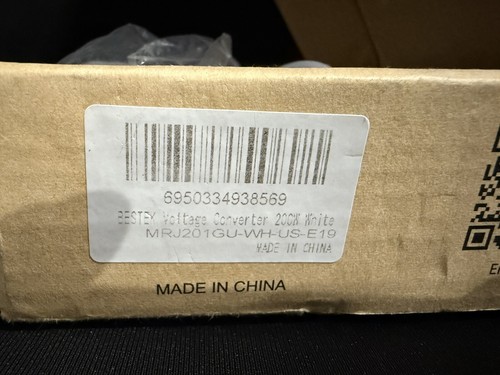 6950334938569
BESTEK Voltage Converter 200W White
MRJ201GU-WH-US-E19
MADE IN CHINA
MADE IN CHINA